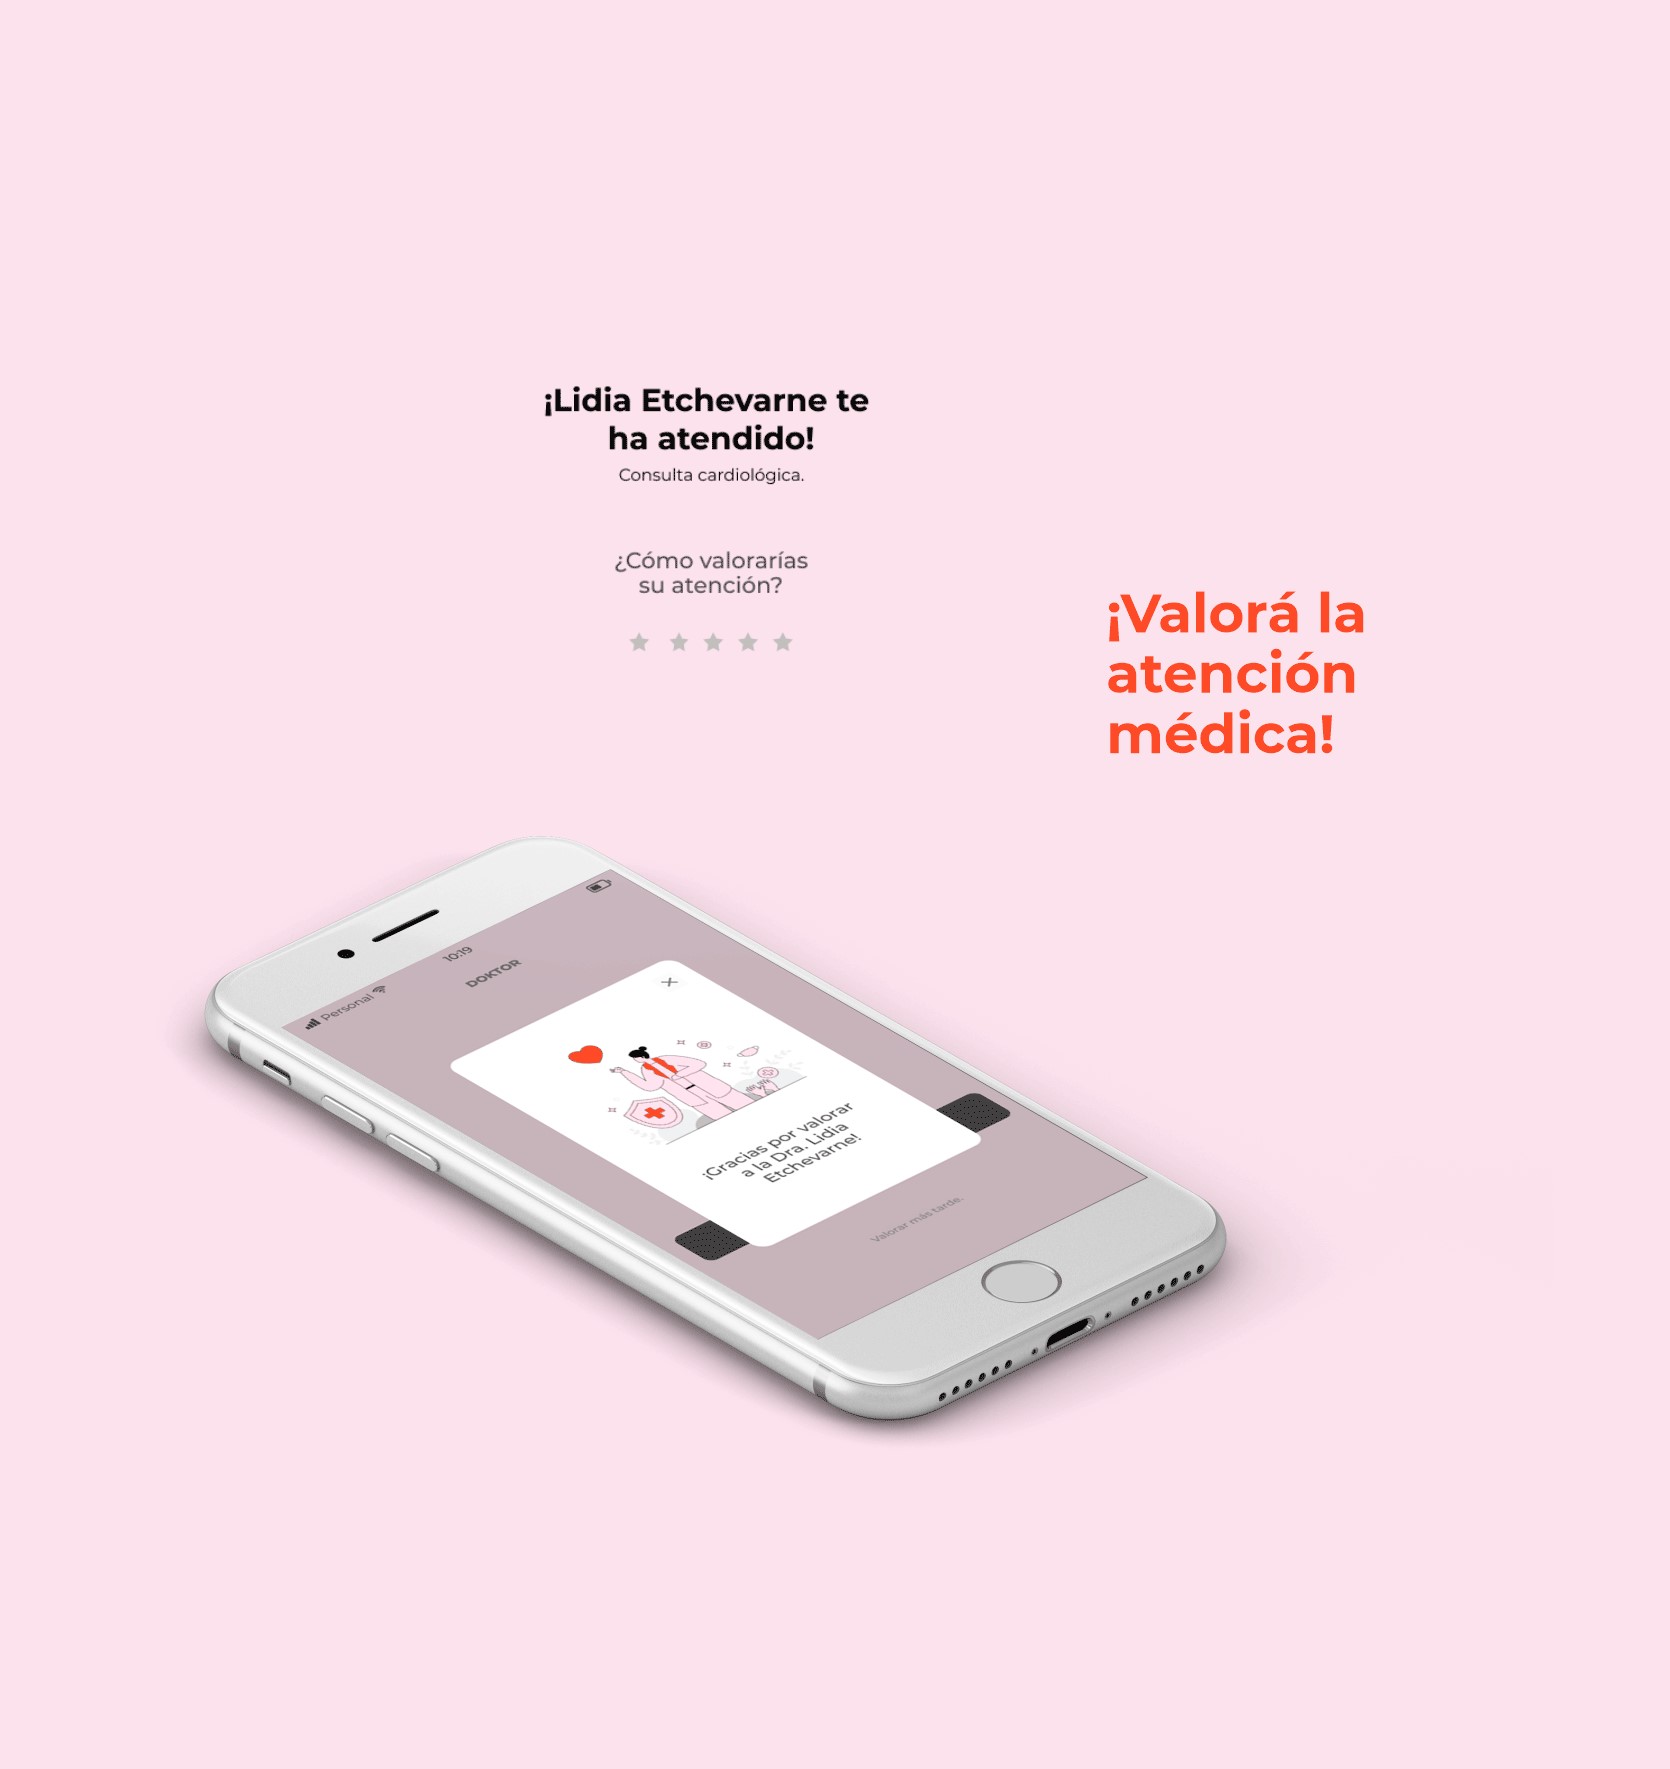 ¡Lidia Etchevarne te
ha atendido!
Consulta cardiológica.
¿Cómo valorarías
su atención?
¡Valorá la
atención
médica!
Personal
10:19
DOKTOR
¡Gracias por valorar
a la Dra. Lidia
Etchevarne!
Valorar más tarde.